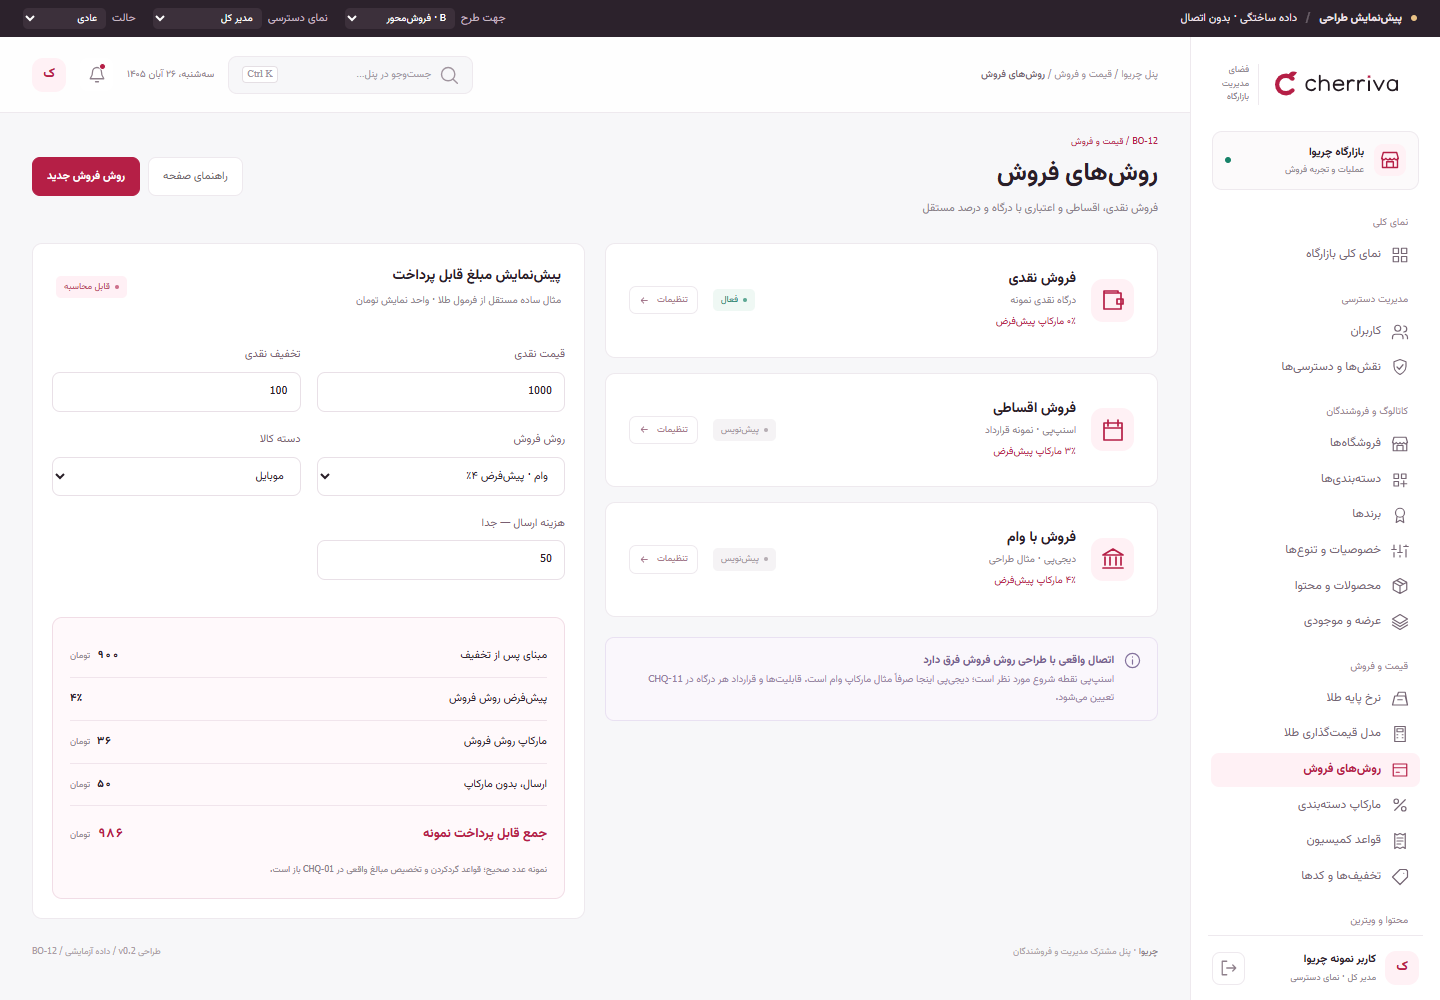 پیش‌نمایش طراحی / داده ساختگی · بدون اتصال
جهت طرح B · فروش‌محور نمای دسترسی مدیر کل حالت عادی
cherriva
فضای
مدیریت
بازارگاه
بازارگاه چریوا
عملیات و تجربه فروش
نمای کلی
نمای کلی بازارگاه
مدیریت دسترسی
کاربران
نقش‌ها و دسترسی‌ها
کاتالوگ و فروشندگان
فروشگاه‌ها
دسته‌بندی‌ها
برندها
خصوصیات و تنوع‌ها
محصولات و محتوا
عرضه و موجودی
قیمت و فروش
نرخ پایه طلا
مدل قیمت‌گذاری طلا
روش‌های فروش
مارکاپ دسته‌بندی
قواعد کمیسیون
تخفیف‌ها و کدها
محتوا و ویترین
ک
کاربر نمونه چریوا
مدیر کل · نمای دسترسی
پنل چریوا / قیمت و فروش / روش‌های فروش
جست‌وجو در پنل... Ctrl K
سه‌شنبه، ۲۶ آبان ۱۴۰۵
ک
BO-12 / قیمت و فروش
روش‌های فروش
فروش نقدی، اقساطی و اعتباری با درگاه و درصد مستقل
راهنمای صفحه
روش فروش جدید
فروش نقدی
درگاه نقدی نمونه
۰٪ مارکاپ پیش‌فرض
فعال
تنظیمات ←
فروش اقساطی
اسنپ‌پی · نمونه قرارداد
۳٪ مارکاپ پیش‌فرض
پیش‌نویس
تنظیمات ←
فروش با وام
دیجی‌پی · مثال طراحی
۴٪ مارکاپ پیش‌فرض
پیش‌نویس
تنظیمات ←
اتصال واقعی با طراحی روش فروش فرق دارد
اسنپ‌پی نقطه شروع مورد نظر است؛ دیجی‌پی اینجا صرفاً مثال مارکاپ وام است. قابلیت‌ها و قرارداد هر درگاه در CHQ-11
تعیین می‌شود.
پیش‌نمایش مبلغ قابل پرداخت
مثال ساده مستقل از فرمول طلا · واحد نمایش تومان
قابل محاسبه
قیمت نقدی
1000
تخفیف نقدی
100
روش فروش
وام · پیش‌فرض ۴٪
دسته کالا
موبایل
هزینه ارسال — جدا
50
مبنای پس از تخفیف ۹۰۰ تومان
پیش‌فرض روش فروش ۴٪
مارکاپ روش فروش ۳۶ تومان
ارسال، بدون مارکاپ ۵۰ تومان
جمع قابل پرداخت نمونه ۹۸۶ تومان
نمونه عدد صحیح؛ قواعد گردکردن و تخصیص مبالغ واقعی در CHQ-01 باز است.
چریوا · پنل مشترک مدیریت و فروشندگان
طراحی v0.2 / داده آزمایشی / BO-12